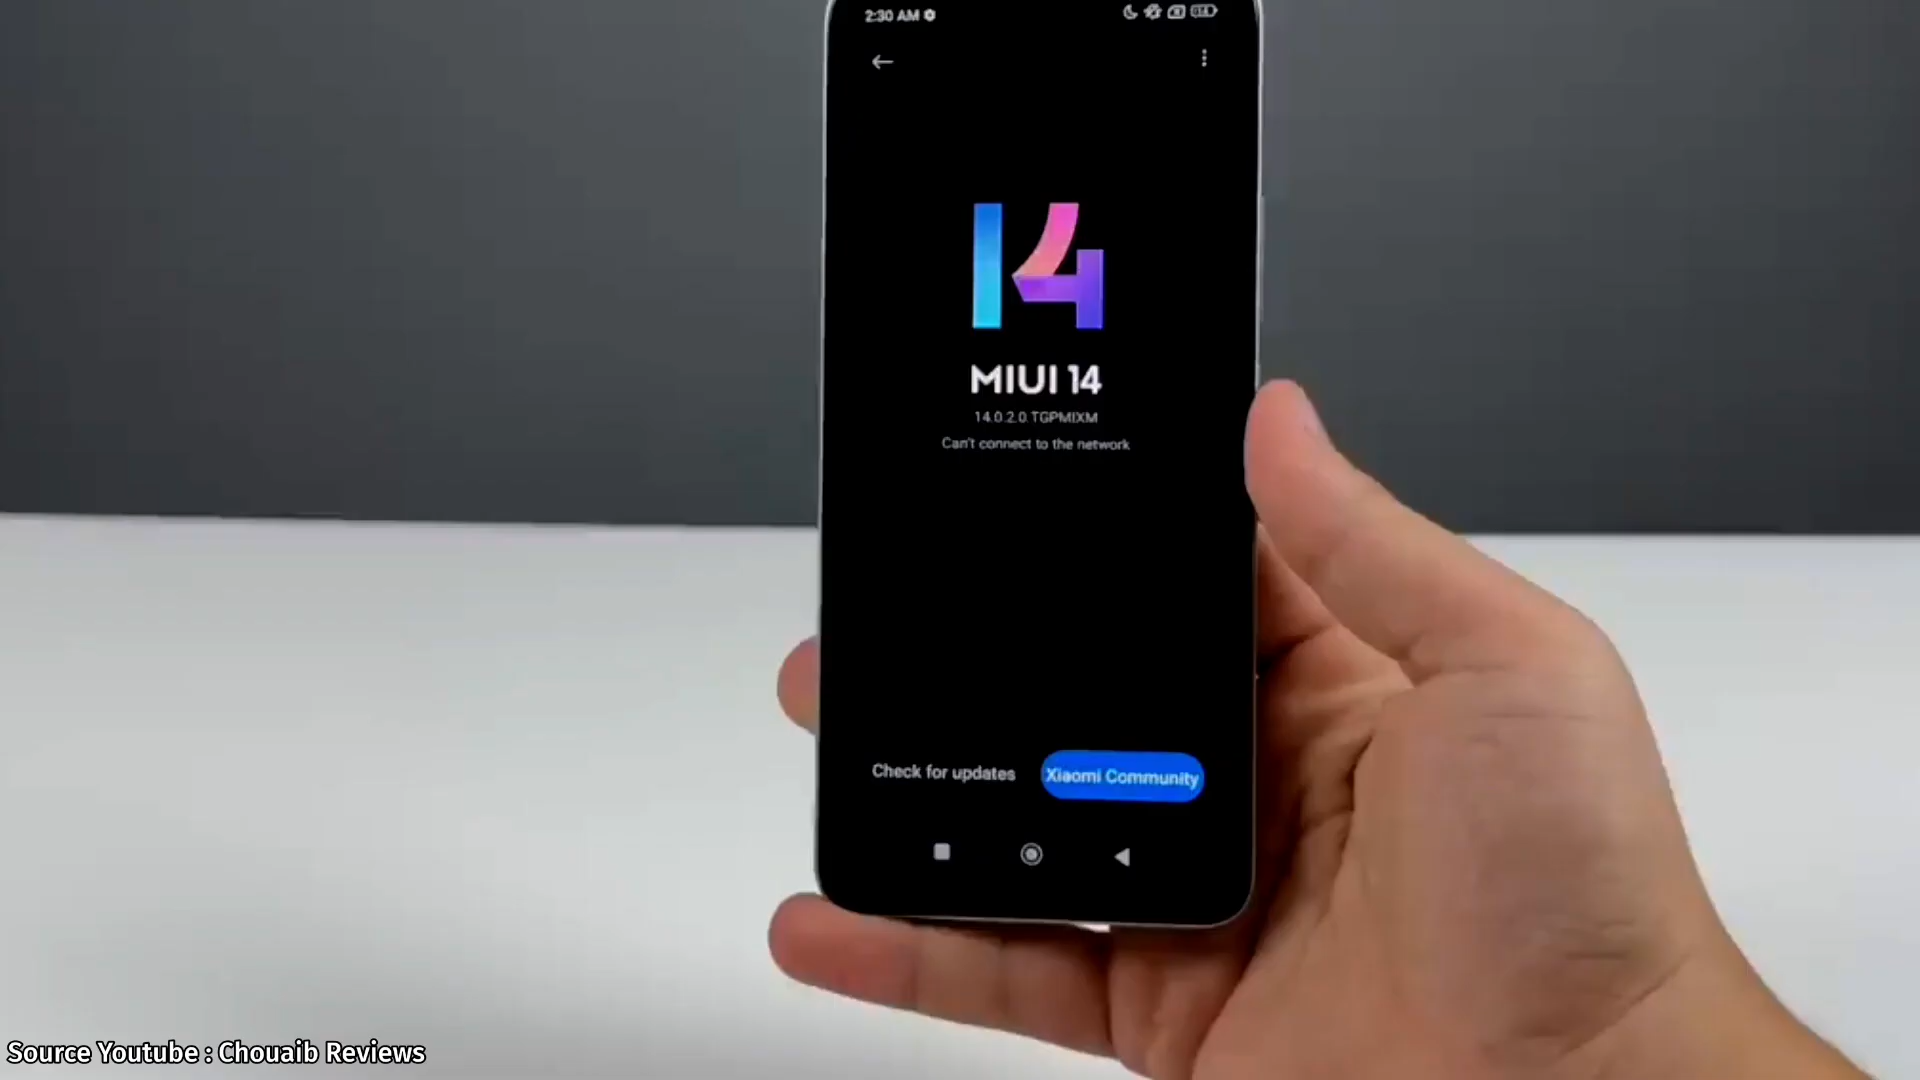 2:30 AM
14
MIUI 14
14.0.2.0.TGPMIXM
Can't connect to the network
Check for updates
Xiaomi Community
Source Youtube : Chouaib Reviews